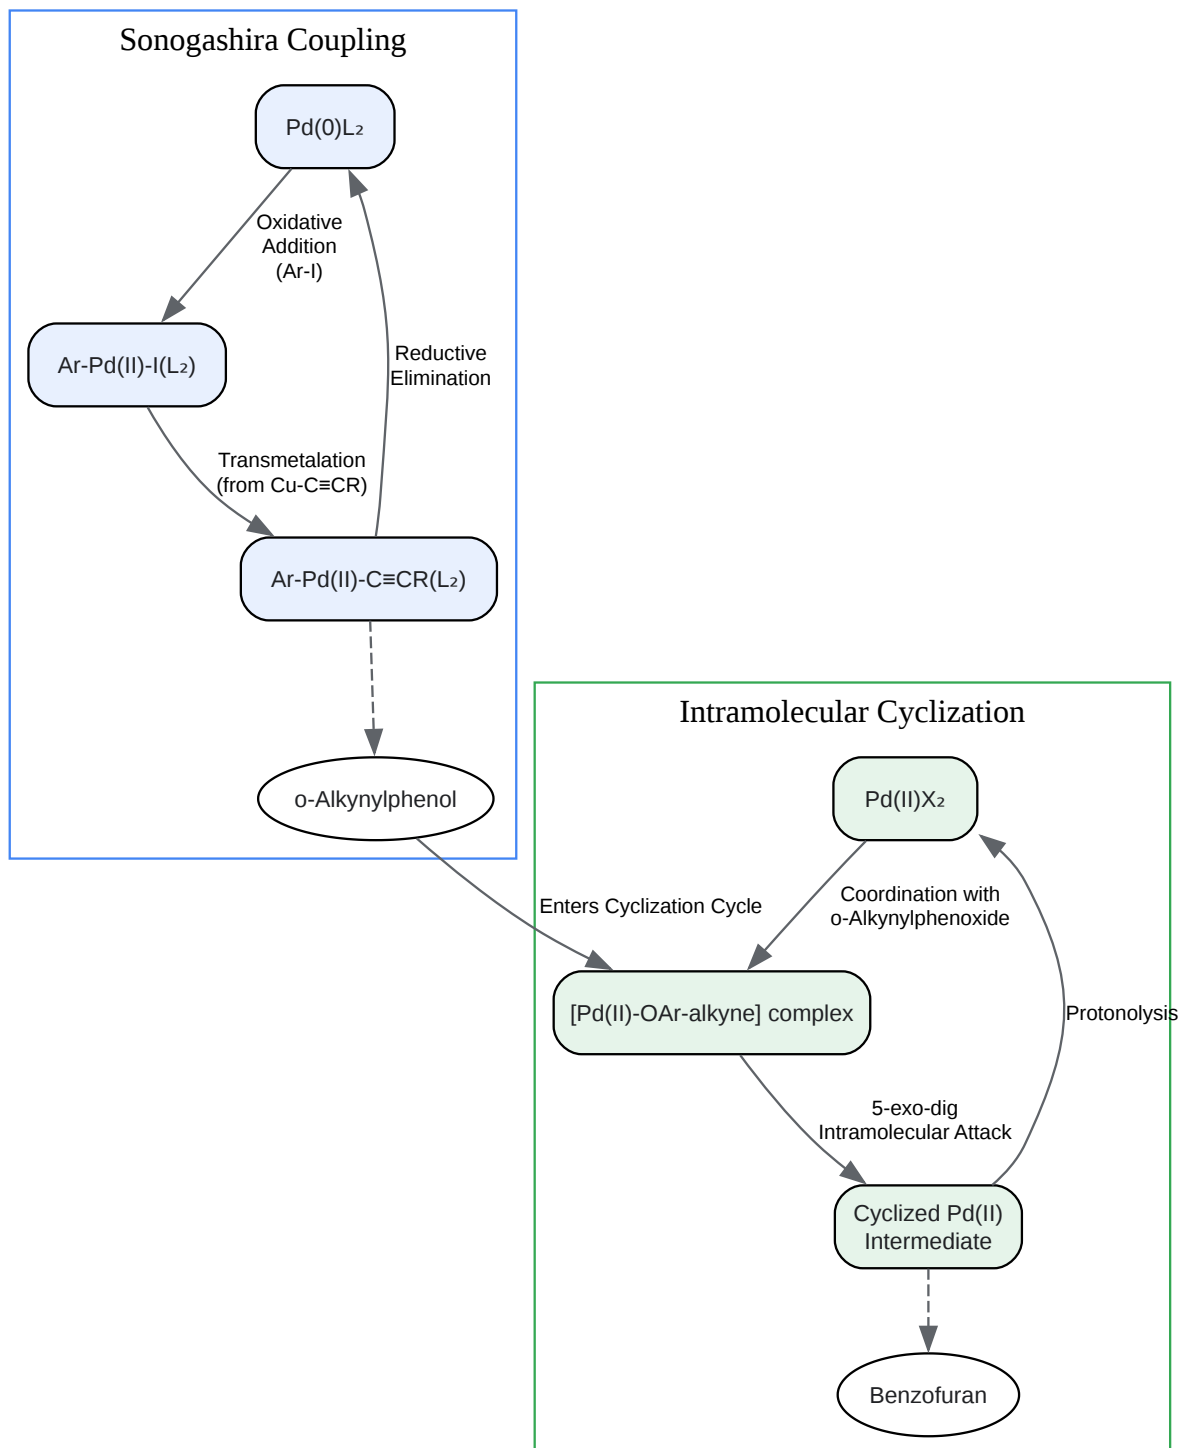 Sonogashira Coupling
Pd(0)L₂
Oxidative
Addition
(Ar-I)
Ar-Pd(II)-I(L₂)
Reductive
Elimination
Transmetalation
(from Cu-C≡CR)
Ar-Pd(II)-C≡CR(L₂)
o-Alkynylphenol
Intramolecular Cyclization
Pd(II)X₂
Enters Cyclization Cycle
Coordination with
o-Alkynylphenoxide
[Pd(II)-OAr-alkyne] complex
Protonolysis
5-exo-dig
Intramolecular Attack
Cyclized Pd(II)
Intermediate
Benzofuran